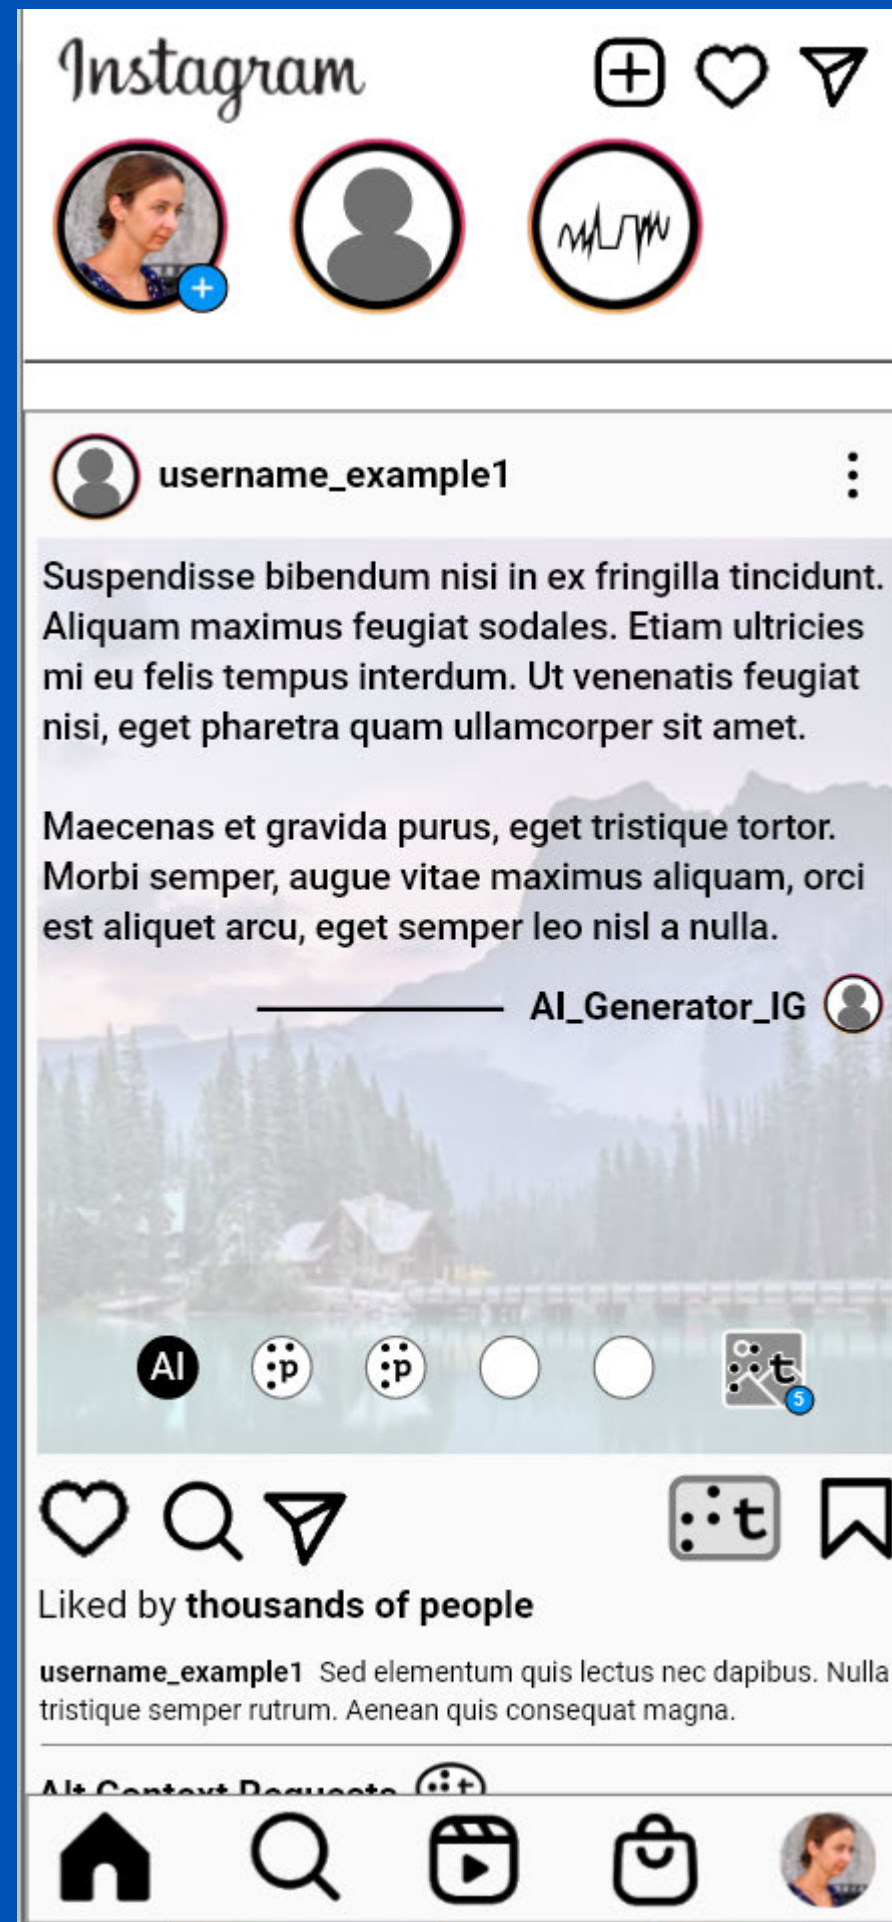 Instagram
username_example1
Suspendisse bibendum nisi in ex fringilla tincidunt.
Aliquam maximus feugiat sodales. Etiam ultricies
mi eu felis tempus interdum. Ut venenatis feugiat
nisi, eget pharetra quam ullamcorper sit amet.
Maecenas et gravida purus, eget tristique tortor.
Morbi semper, augue vitae maximus aliquam, orci
est aliquet arcu, eget semper leo nisl a nulla.
AI_Generator_IG
AI
:p
:p
t
5
t
Liked by thousands of people
username_example1 Sed elementum quis lectus nec dapibus. Nulla
tristique semper rutrum. Aenean quis consequat magna.
Alt Context Requests t